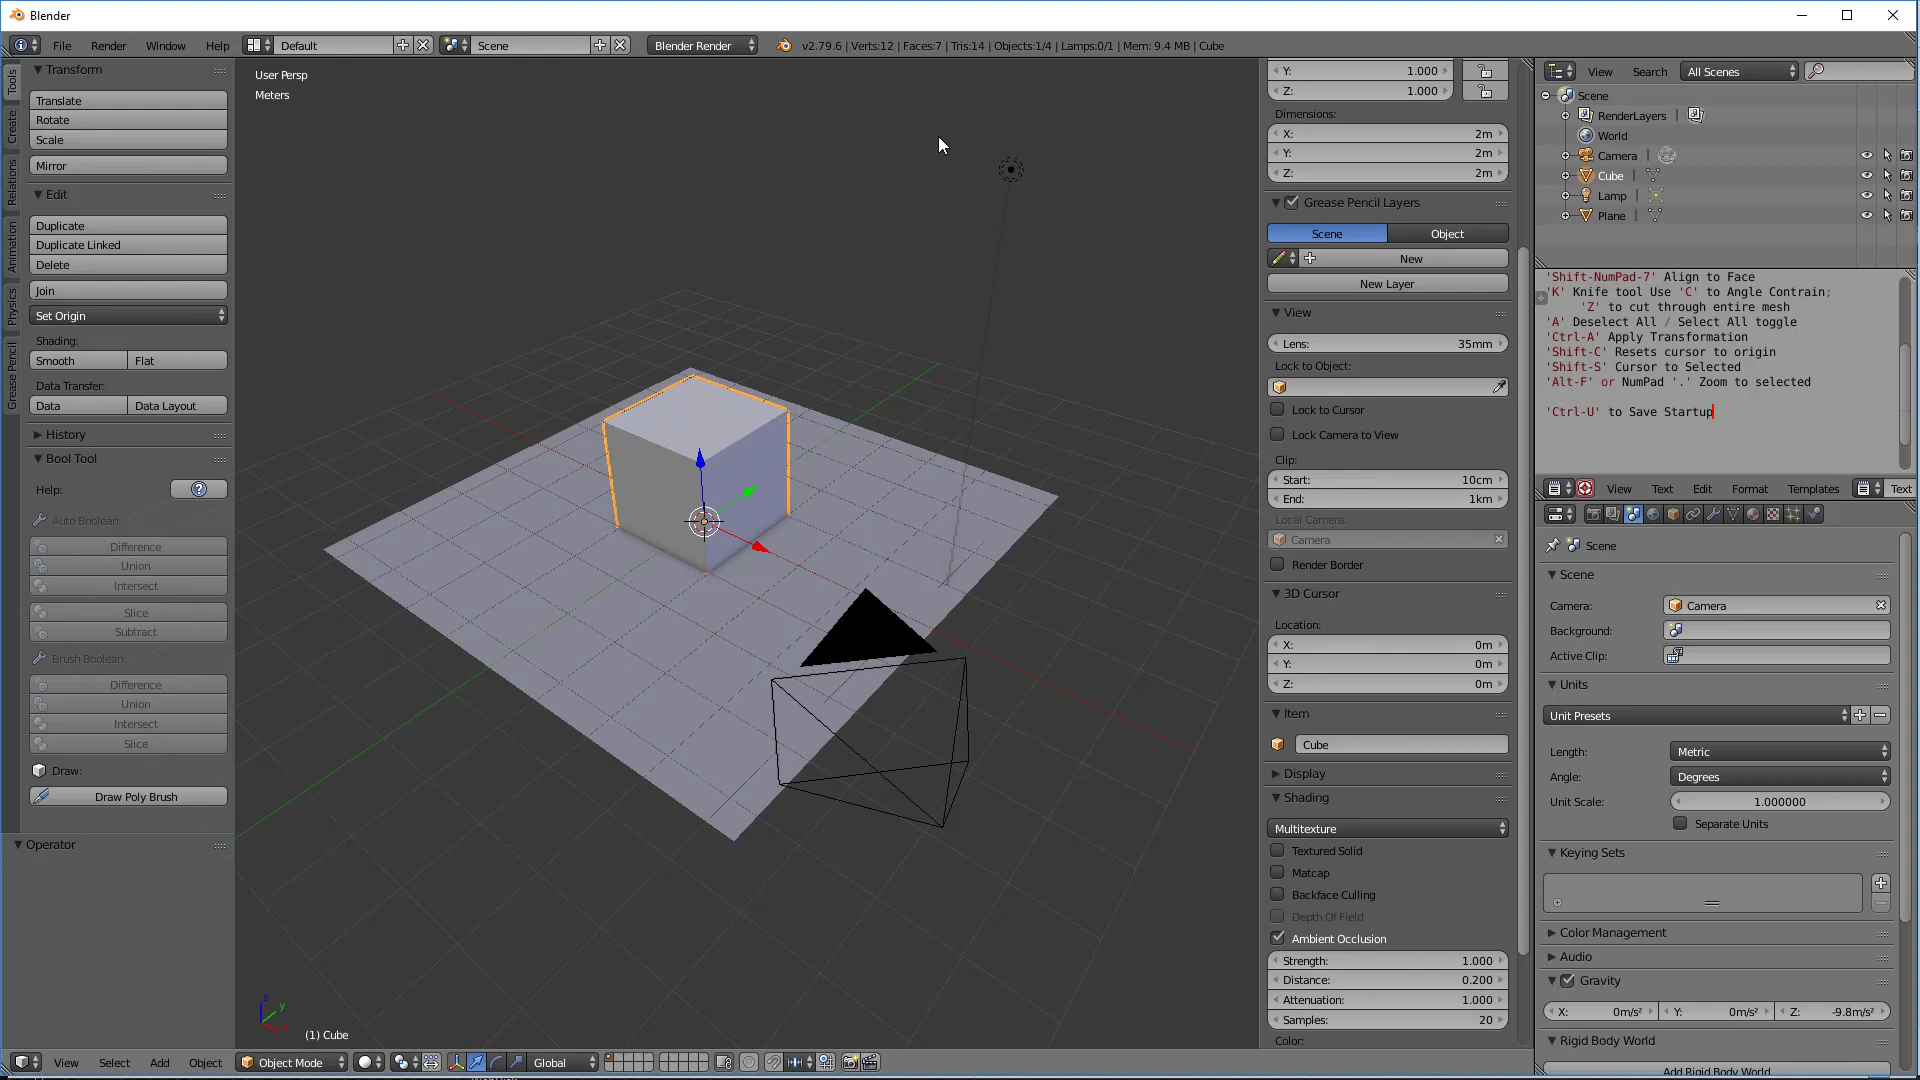 Blender
File Render Window Help Default Scene Blender Render v2.79.6 | Verts:12 | Faces:7 | Tris:14 | Objects:1/4 | Lamps:0/1 | Mem: 9.4 MB | Cube
Tools
Create
Relations
Animation
Physics
Grease Pencil
Transform
Translate
Rotate
Scale
Mirror
Edit
Duplicate
Duplicate Linked
Delete
Join
Set Origin
Shading:
Smooth Flat
Data Transfer:
Data Data Layout
History
Bool Tool
Help:
Auto Boolean:
Difference
Union
Intersect
Slice
Subtract
Brush Boolean:
Difference
Union
Intersect
Slice
Draw:
Draw Poly Brush
Operator
User Persp
Meters
z
y
x
(1) Cube
View Select Add Object Object Mode Global
Y: 1.000
Z: 1.000
Dimensions:
X: 2m
Y: 2m
Z: 2m
Grease Pencil Layers
Scene Object
New
New Layer
View
Lens: 35mm
Lock to Object:
Lock to Cursor
Lock Camera to View
Clip:
Start: 10cm
End: 1km
Local Camera:
Camera
Render Border
3D Cursor
Location:
X: 0m
Y: 0m
Z: 0m
Item
Cube
Display
Shading
Multitexture
Textured Solid
Matcap
Backface Culling
Depth Of Field
Ambient Occlusion
Strength: 1.000
Distance: 0.200
Attenuation: 1.000
Samples: 20
Color:
View Search All Scenes
Scene
RenderLayers |
World
Camera |
Cube |
Lamp |
Plane |
'Shift-NumPad-7' Align to Face
'K' Knife tool Use 'C' to Angle Contrain;
'Z' to cut through entire mesh
'A' Deselect All / Select All toggle
'Ctrl-A' Apply Transformation
'Shift-C' Resets cursor to origin
'Shift-S' Cursor to Selected
'Alt-F' or NumPad '.' Zoom to selected
'Ctrl-U' to Save Startup
View Text Edit Format Templates Text
Scene
Scene
Camera: Camera
Background:
Active Clip:
Units
Unit Presets
Length: Metric
Angle: Degrees
Unit Scale: 1.000000
Separate Units
Keying Sets
Color Management
Audio
Gravity
X: 0m/s² Y: 0m/s² Z: -9.8m/s²
Rigid Body World
Add Rigid Body World